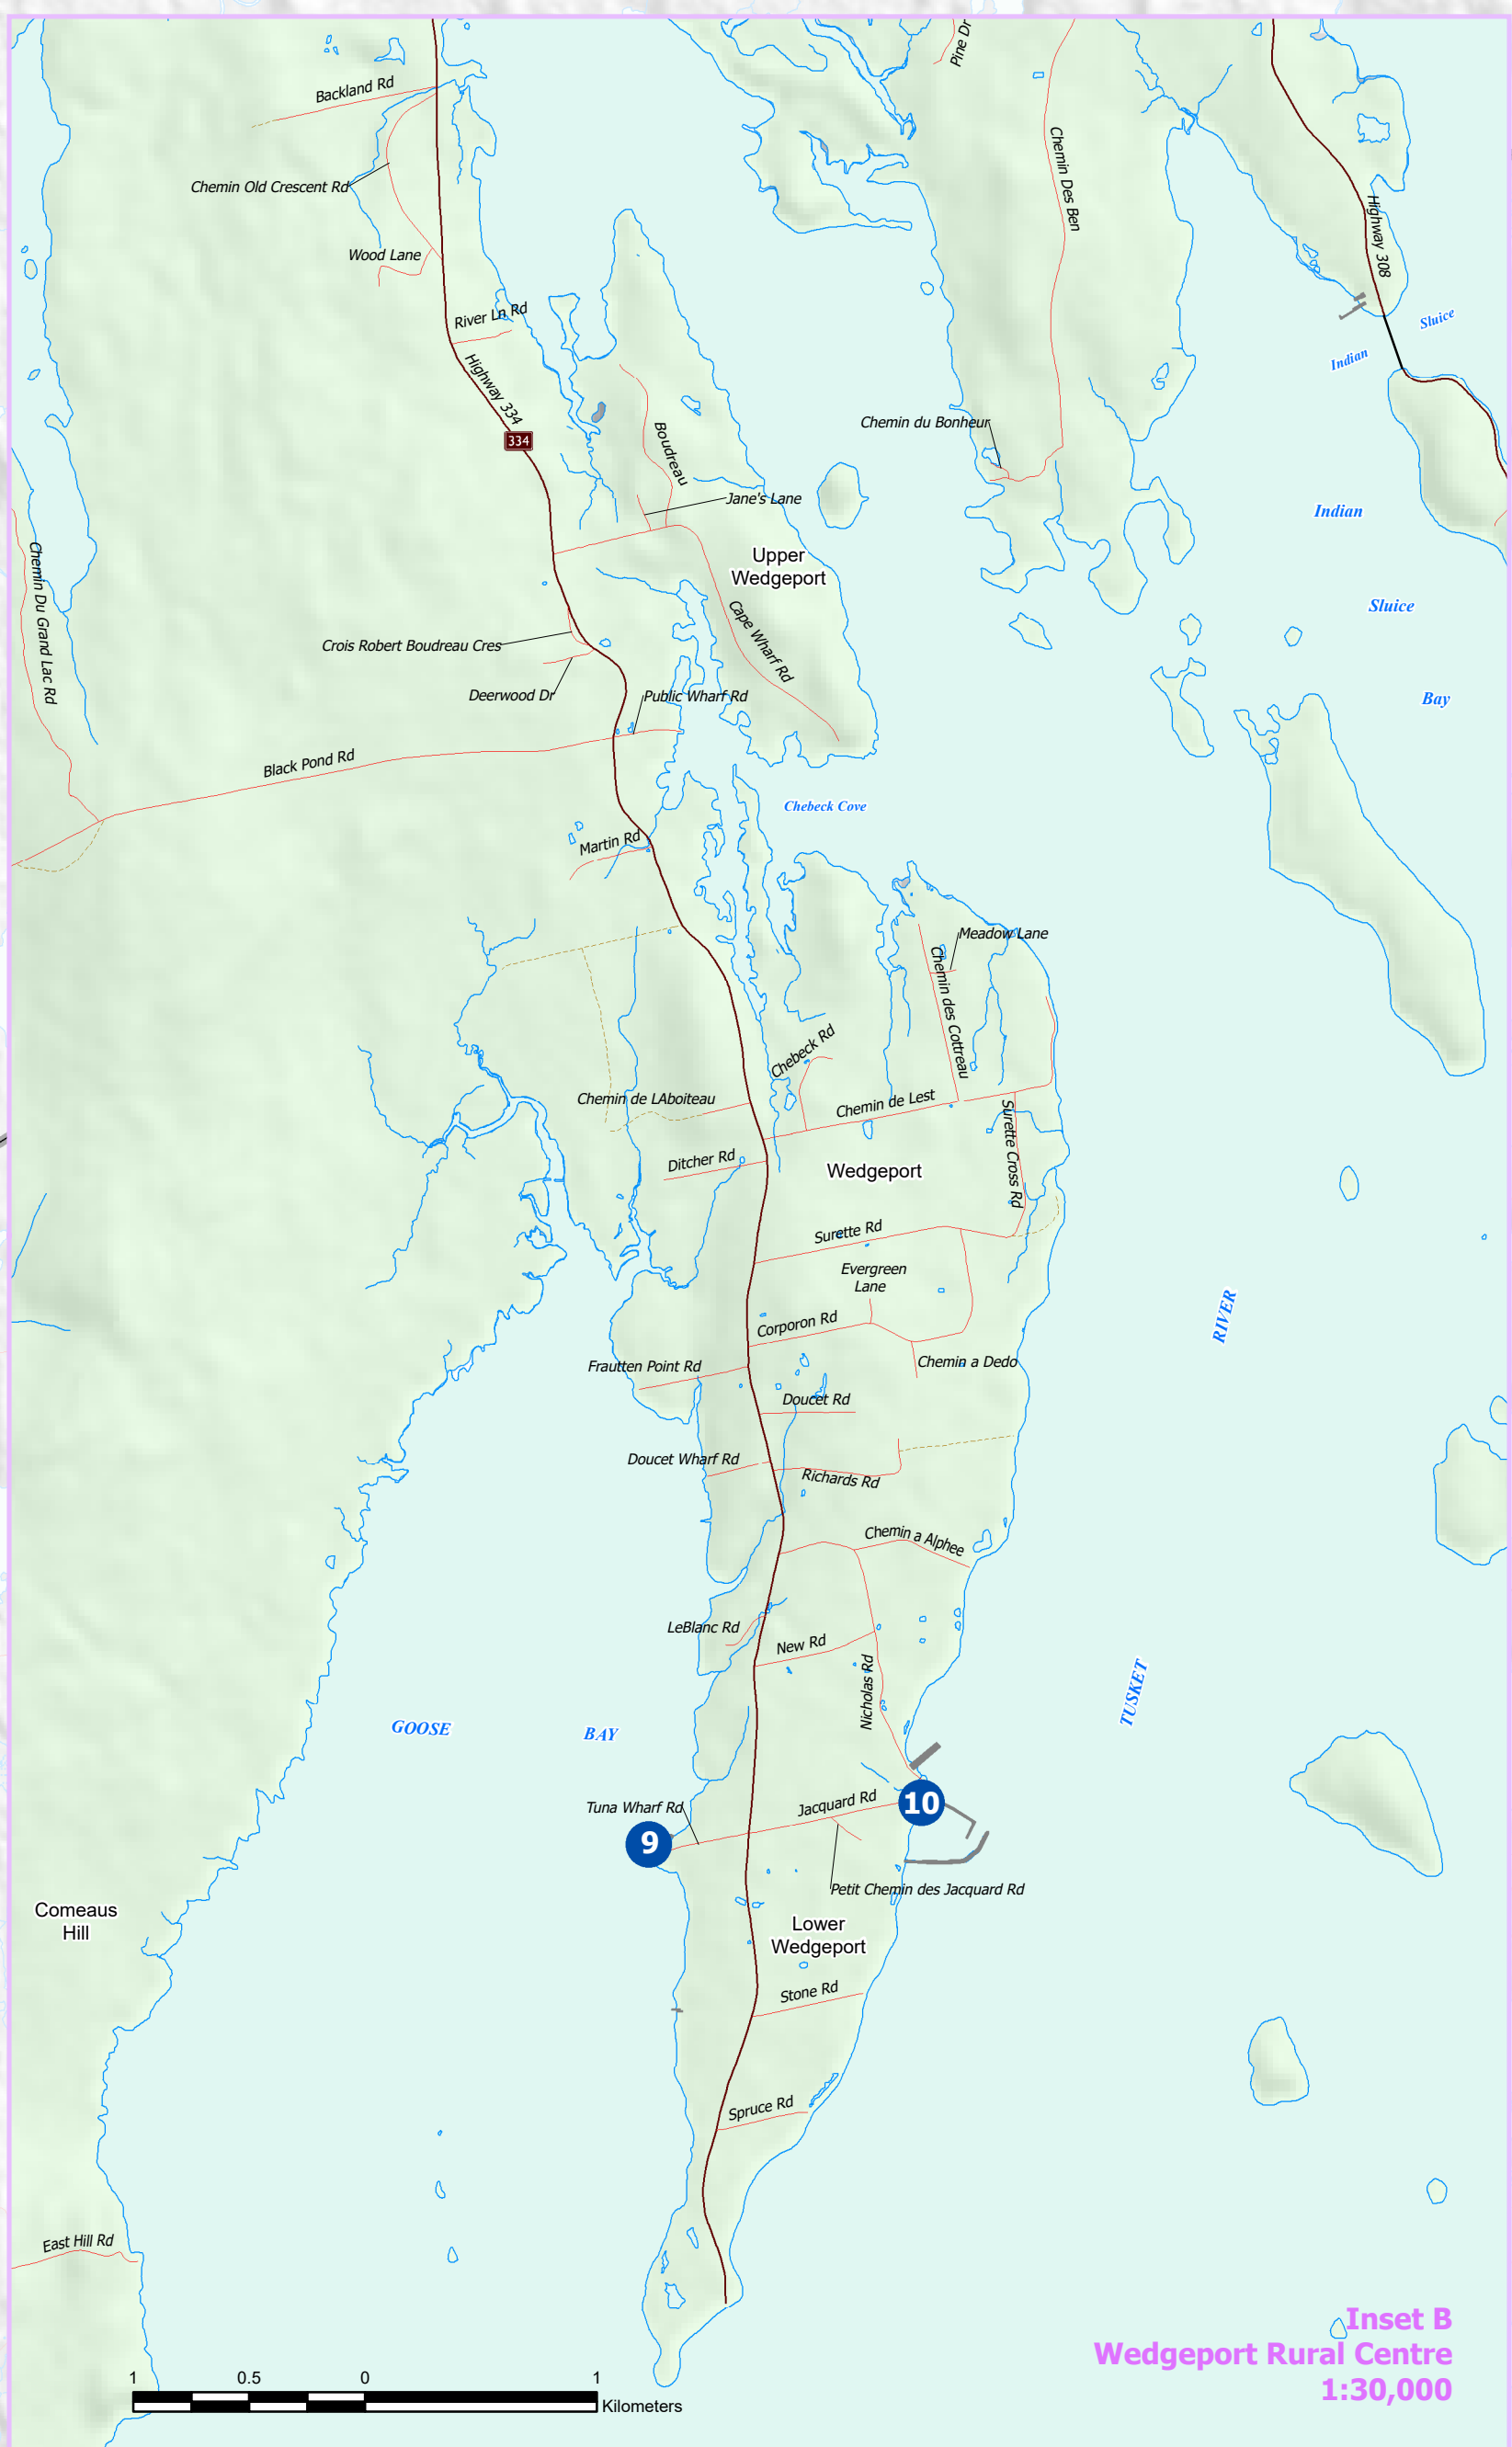 Pine Dr
Backland Rd
Chemin Old Crescent Rd
Chemin Des Ben
Highway 308
Wood Lane
River Ln Rd
Sluice
Indian
Highway 334
334
Chemin du Bonheur
Boudreau
Jane's Lane
Indian
Upper
Wedgeport
Chemin Du Grand Lac Rd
Sluice
Cape Wharf Rd
Crois Robert Boudreau Cres
Deerwood Dr
Public Wharf Rd
Bay
Black Pond Rd
Chebeck Cove
Martin Rd
Meadow Lane
Chemin des Cottreau
Chebeck Rd
Chemin de LAboiteau
Chemin de Lest
Surette Cross Rd
Ditcher Rd
Wedgeport
Surette Rd
Evergreen
Lane
RIVER
Corporon Rd
Frautten Point Rd
Chemin a Dedo
Doucet Rd
Doucet Wharf Rd
Richards Rd
Chemin a Alphee
LeBlanc Rd
New Rd
Nicholas Rd
TUSKET
GOOSE
BAY
Tuna Wharf Rd
Jacquard Rd
10
9
Petit Chemin des Jacquard Rd
Comeaus
Hill
Lower
Wedgeport
Stone Rd
Spruce Rd
East Hill Rd
Inset B
Wedgeport Rural Centre
1:30,000
1 0.5 0 1
Kilometers